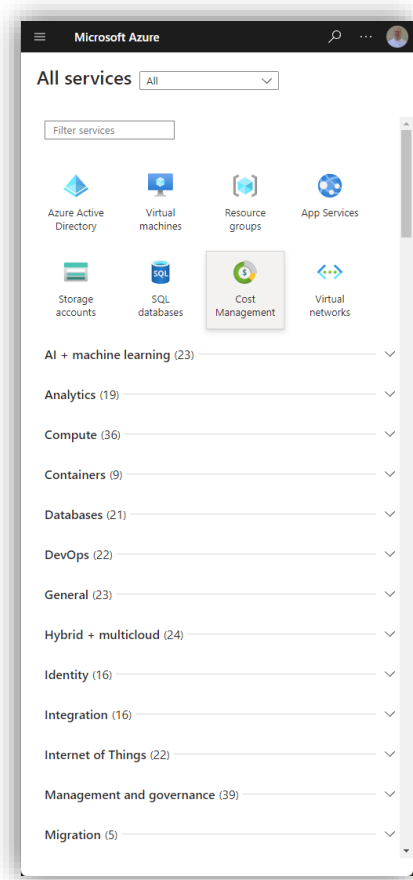 Microsoft Azure
All services All
Filter services
Azure Active
Directory
Virtual
machines
Resource
groups
App Services
Storage
accounts
SQL
SQL
databases
$
Cost
Management
Virtual
networks
AI + machine learning (23)
Analytics (19)
Compute (36)
Containers (9)
Databases (21)
DevOps (22)
General (23)
Hybrid + multicloud (24)
Identity (16)
Integration (16)
Internet of Things (22)
Management and governance (39)
Migration (5)